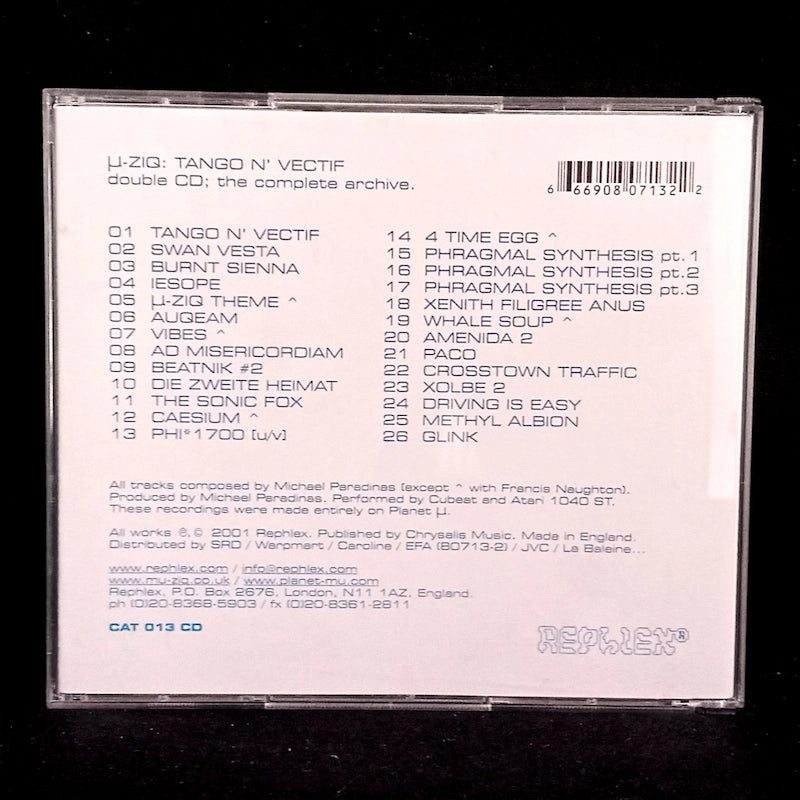 µ-ZIQ: TANGO N' VECTIF
double CD; the complete archive.
6 66908 07132 2
01 TANGO N' VECTIF
02 SWAN VESTA
03 BURNT SIENNA
04 IESOPE
05 µ-ZIQ THEME ^
06 AUQEAM
07 VIBES ^
08 AD MISERICORDIAM
09 BEATNIK #2
10 DIE ZWEITE HEIMAT
11 THE SONIC FOX
12 CAESIUM ^
13 PHI*1700 [u/v]
14 4 TIME EGG ^
15 PHRAGMAL SYNTHESIS pt.1
16 PHRAGMAL SYNTHESIS pt.2
17 PHRAGMAL SYNTHESIS pt.3
18 XENITH FILIGREE ANUS
19 WHALE SOUP ^
20 AMENIDA 2
21 PACO
22 CROSSTOWN TRAFFIC
23 XOLBE 2
24 DRIVING IS EASY
25 METHYL ALBION
26 GLINK
All tracks composed by Michael Paradinas [except ^ with Francis Naughton].
Produced by Michael Paradinas. Performed by Cubeat and Atari 1040 ST.
These recordings were made entirely on Planet µ.
All works ℗,© 2001 Rephlex. Published by Chrysalis Music. Made in England.
Distributed by SRD / Warpmart / Caroline / EFA (80713-2) / JVC / La Baleine...
www.rephlex.com / info@rephlex.com
www.mu-ziq.co.uk / www.planet-mu.com
Rephlex, P.O. Box 2676, London, N11 1AZ, England.
ph (0)20-8368-5903 / fx (0)20-8361-2811
CAT 013 CD
REPHLEX®